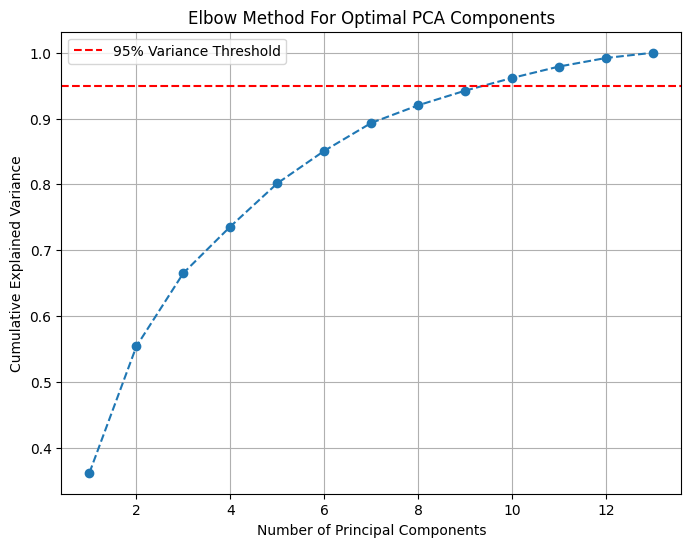 Elbow Method For Optimal PCA Components
95% Variance Threshold
Cumulative Explained Variance
1.0
0.9
0.8
0.7
0.6
0.5
0.4
2 4 6 8 10 12
Number of Principal Components